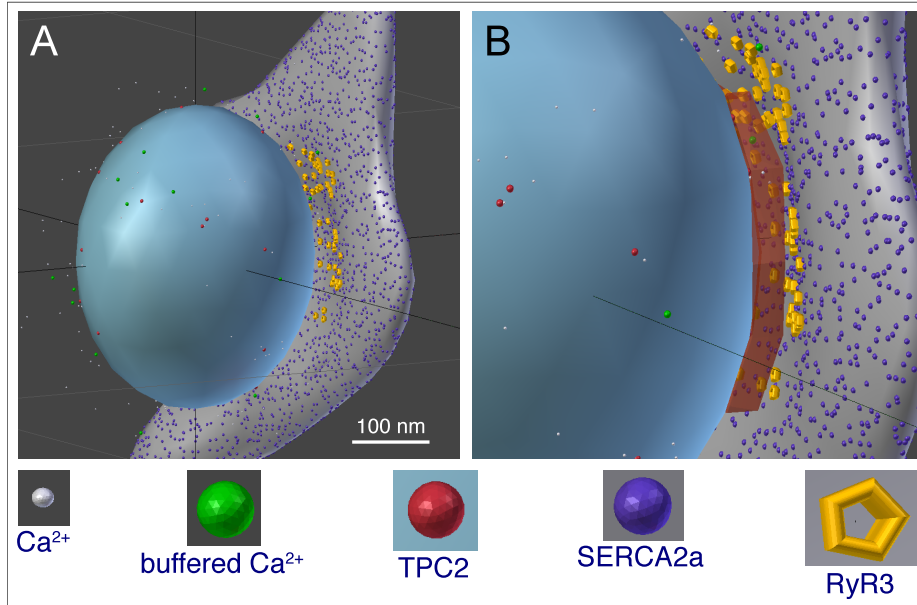 A
B
100 nm
Ca²⁺
buffered Ca²⁺
TPC2
SERCA2a
RyR3